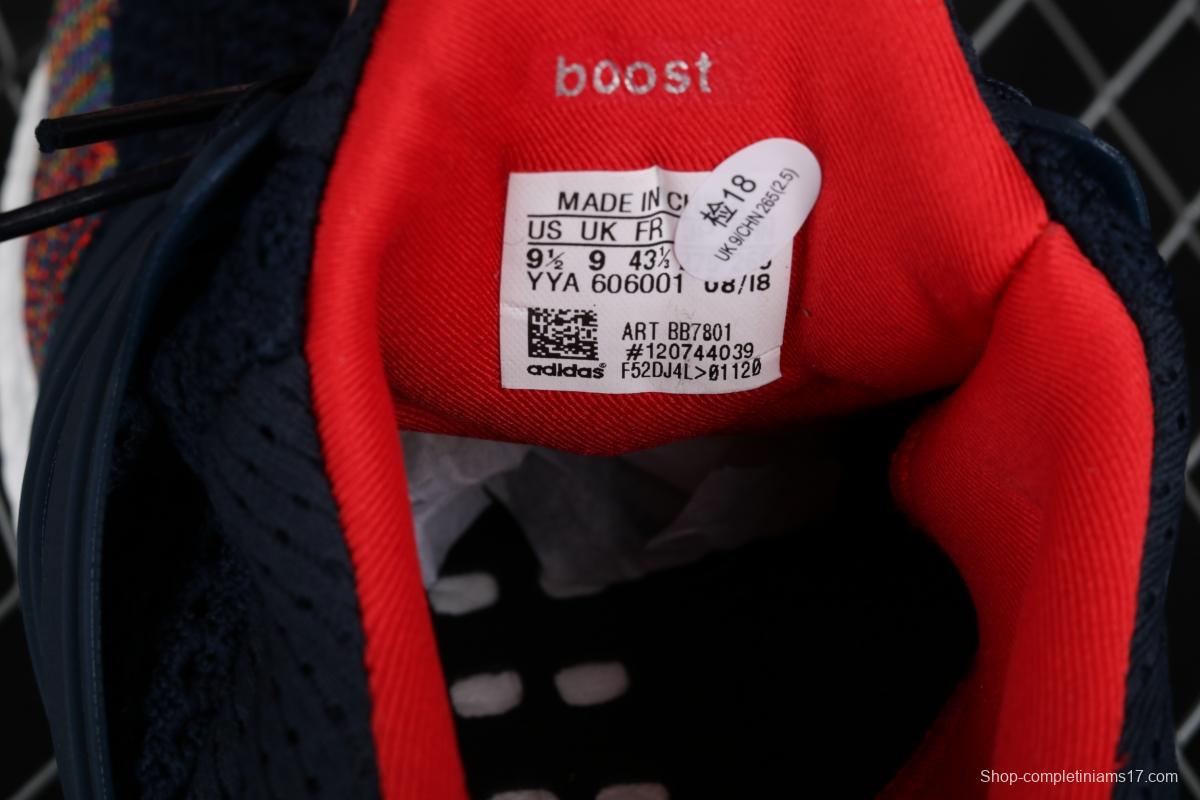 boost
MADE IN
US UK FR
9½ 9 43⅓
YYA 606001 08/18
ART BB7801
#120744039
adidas® F52DJ4L>01120
检18
UK 9/CHN 265(2.5)
Shop-completiniams17.com